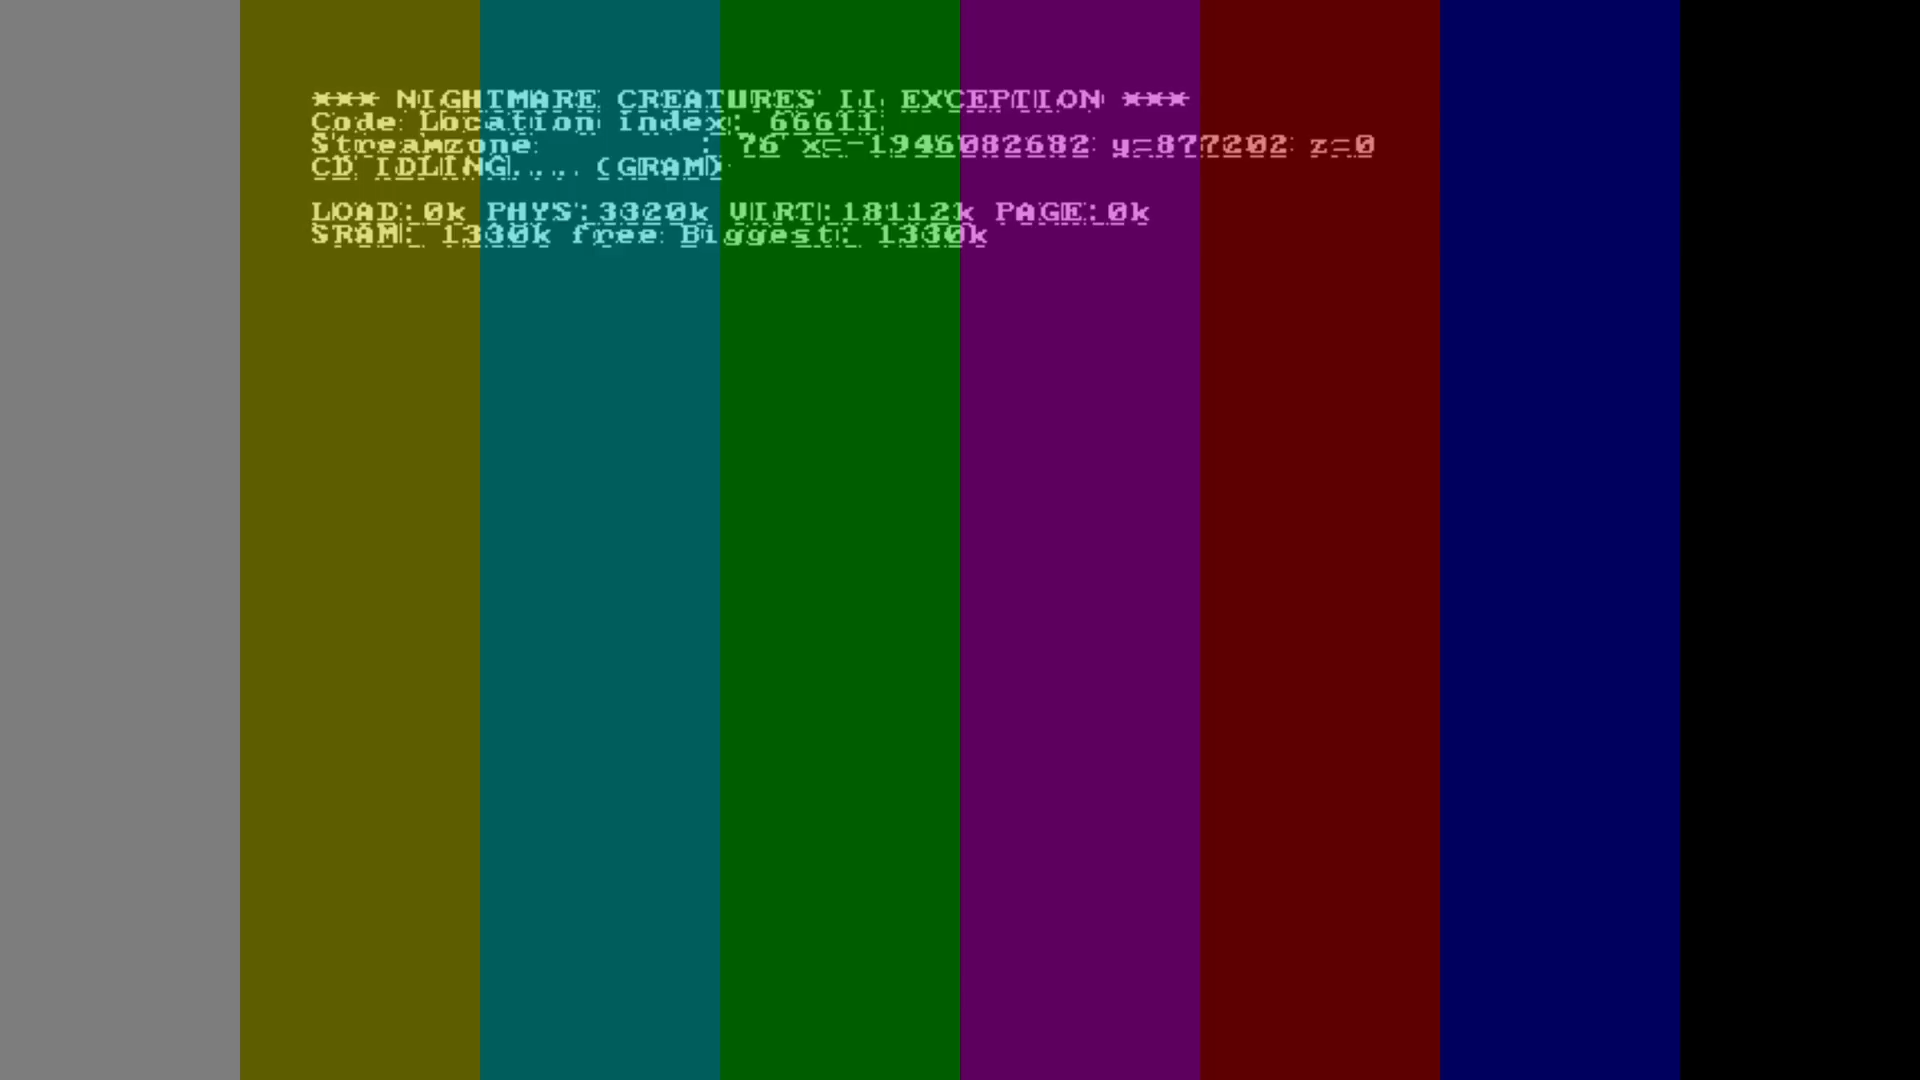 *** NIGHTMARE CREATURES II EXCEPTION ***
Code Location index: 66611
Streamzone : 76 x=-1946082682 y=877202 z=0
CD IDLING.... (GRAM)
LOAD:0k PHYS:3320k VIRT:18112k PAGE:0k
SRAM: 1330k free Biggest: 1330k